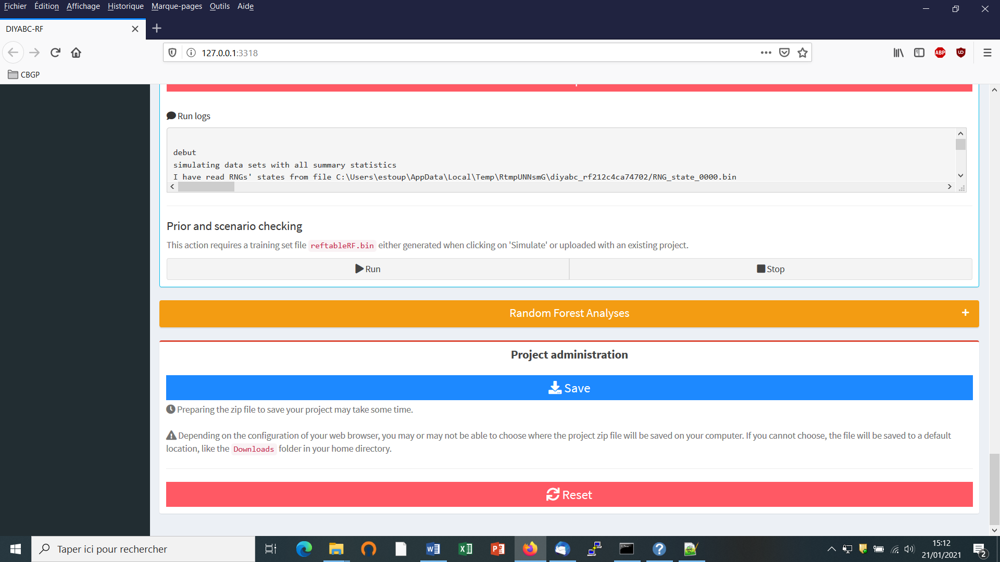 Fichier Édition Affichage Historique Marque-pages Outils Aide
DIYABC-RF
127.0.0.1:3318
ABP
CBGP
Run logs
debut
simulating data sets with all summary statistics
I have read RNGs' states from file C:\Users\estoup\AppData\Local\Temp\RtmpUNNsmG\diyabc_rf212c4ca74702/RNG_state_0000.bin
Prior and scenario checking
This action requires a training set file reftableRF.bin either generated when clicking on 'Simulate' or uploaded with an existing project.
Run
Stop
Random Forest Analyses
+
Project administration
Save
Preparing the zip file to save your project may take some time.
Depending on the configuration of your web browser, you may or may not be able to choose where the project zip file will be saved on your computer. If you cannot choose, the file will be saved to a default
location, like the Downloads folder in your home directory.
Reset
Taper ici pour rechercher
15:12
21/01/2021
2